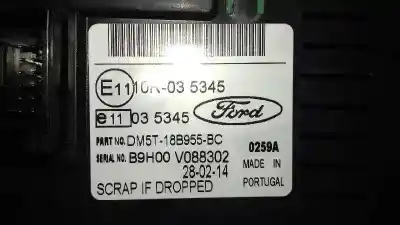 E11 10R-03 5345
e11 03 5345
Ford
PART NO. DM5T-18B955-BC 0259A
SERIAL NO. B9H00 V088302 MADE IN
28-02-14 PORTUGAL
SCRAP IF DROPPED